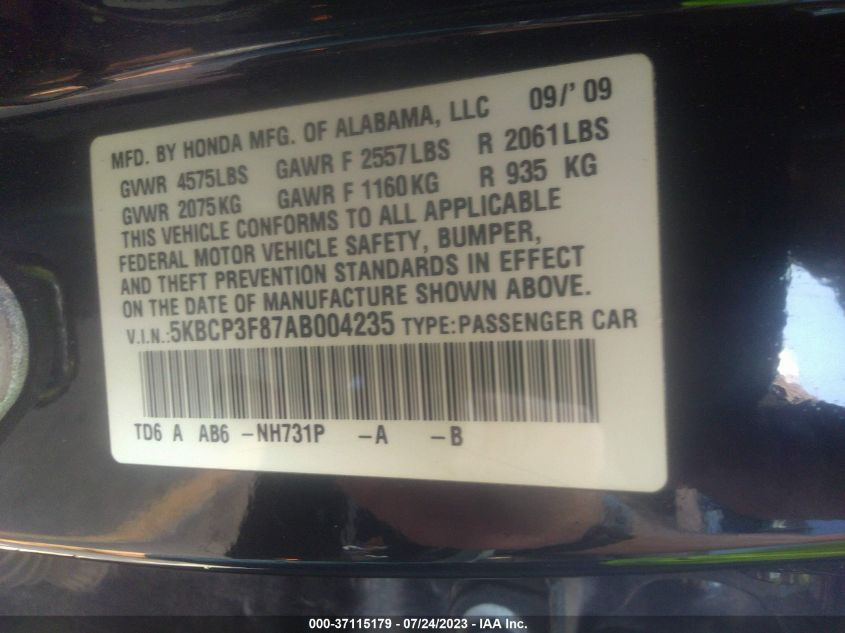 MFD. BY HONDA MFG. OF ALABAMA, LLC 09/'09
GVWR 4575LBS GAWR F 2557LBS R 2061LBS
GVWR 2075KG GAWR F 1160KG R 935 KG
THIS VEHICLE CONFORMS TO ALL APPLICABLE
FEDERAL MOTOR VEHICLE SAFETY, BUMPER,
AND THEFT PREVENTION STANDARDS IN EFFECT
ON THE DATE OF MANUFACTURE SHOWN ABOVE.
V.I.N.:5KBCP3F87AB004235 TYPE:PASSENGER CAR
TD6 A AB6 -NH731P -A -B
000-37115179 - 07/24/2023 - IAA Inc.